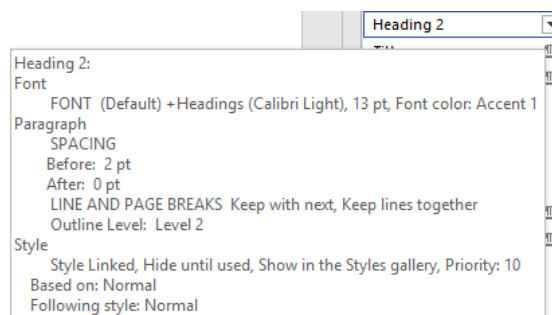 Heading 2
Heading 2:
Font
FONT (Default) +Headings (Calibri Light), 13 pt, Font color: Accent 1
Paragraph
SPACING
Before: 2 pt
After: 0 pt
LINE AND PAGE BREAKS Keep with next, Keep lines together
Outline Level: Level 2
Style
Style Linked, Hide until used, Show in the Styles gallery, Priority: 10
Based on: Normal
Following style: Normal